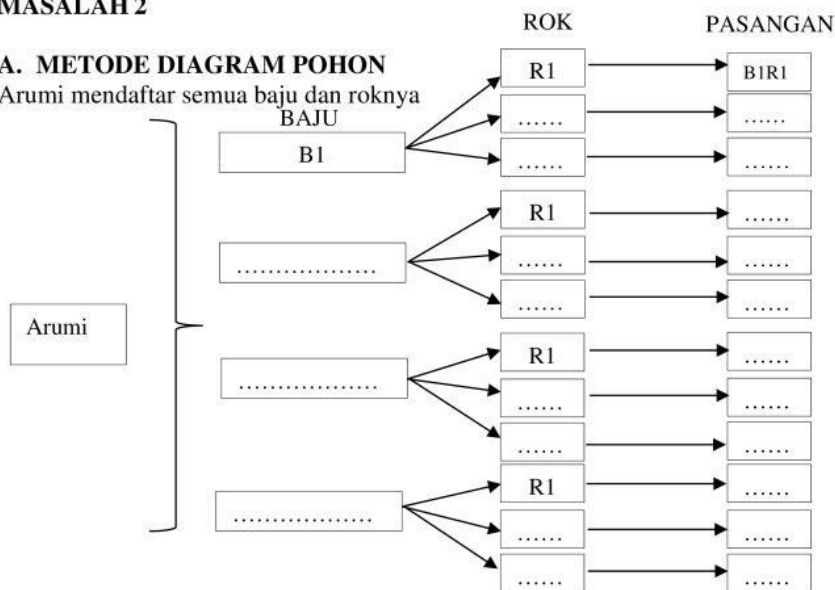 MASALAH 2
ROK
PASANGAN
A. METODE DIAGRAM POHON
Arumi mendaftar semua baju dan roknya
BAJU
B1
R1
B1R1
......
......
......
......
..................
R1
......
......
......
......
......
Arumi
..................
R1
......
......
......
......
......
..................
R1
......
......
......
......
......